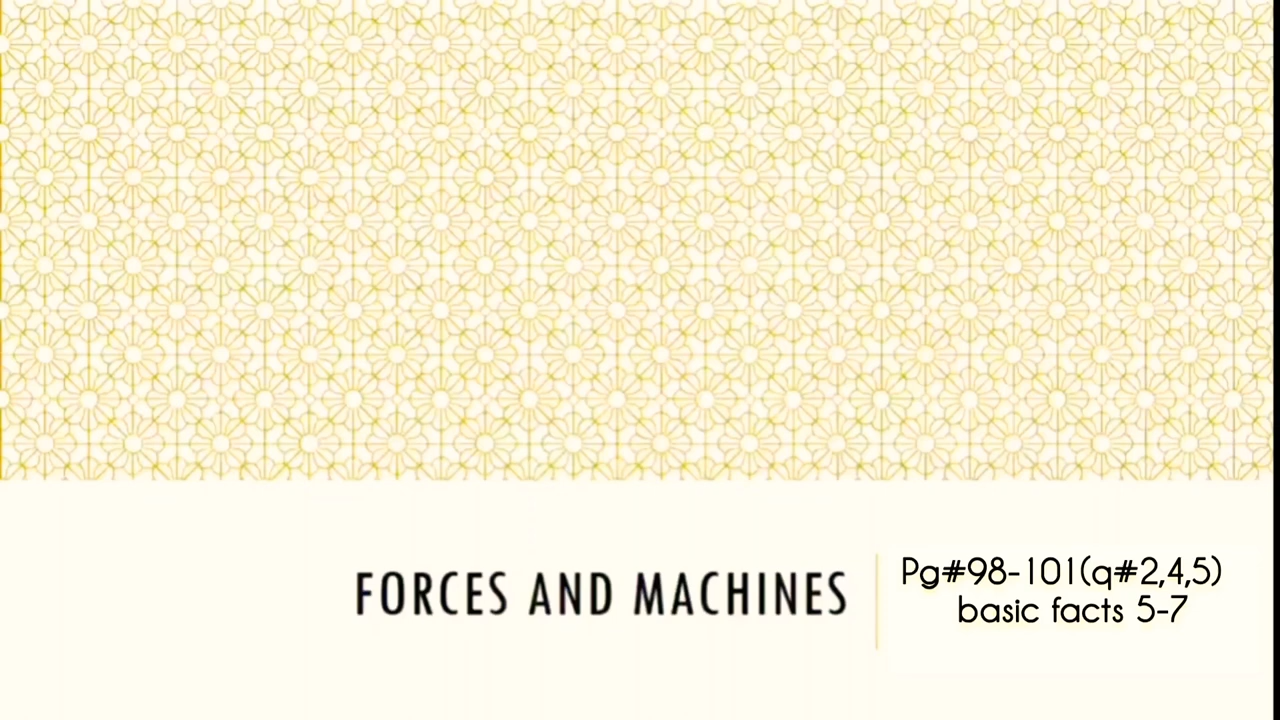 FORCES AND MACHINES
Pg#98-101(q#2,4,5)
basic facts 5-7